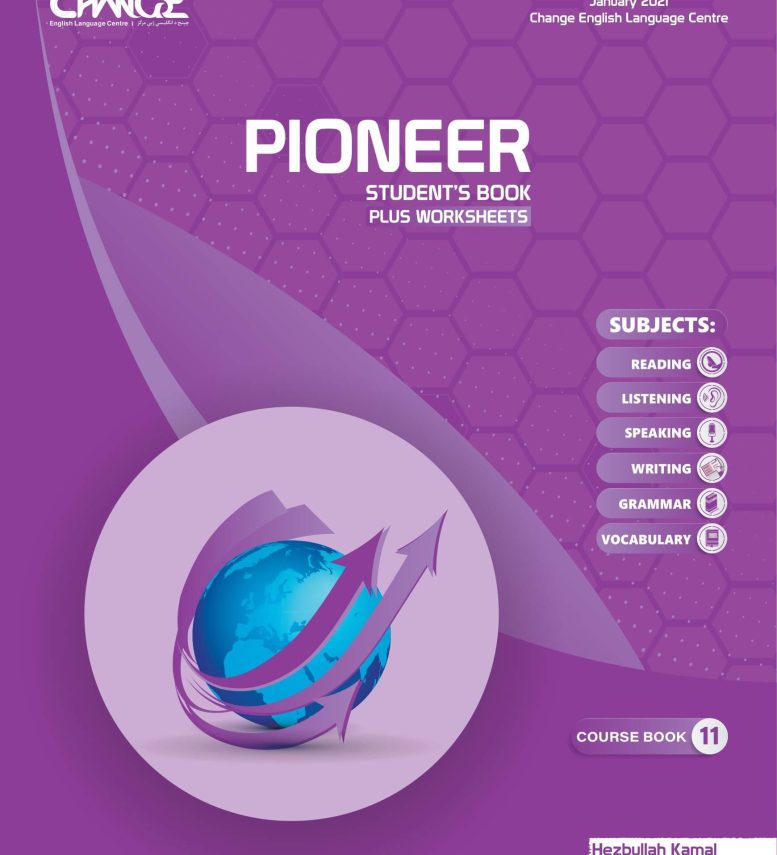 CHANGE
English Language Centre | چینج د انګلیسي ژبې مرکز
January 2021
Change English Language Centre
PIONEER
STUDENT'S BOOK
PLUS WORKSHEETS
SUBJECTS:
READING
LISTENING
SPEAKING
WRITING
GRAMMAR
VOCABULARY
COURSE BOOK 11
Hezbullah Kamal